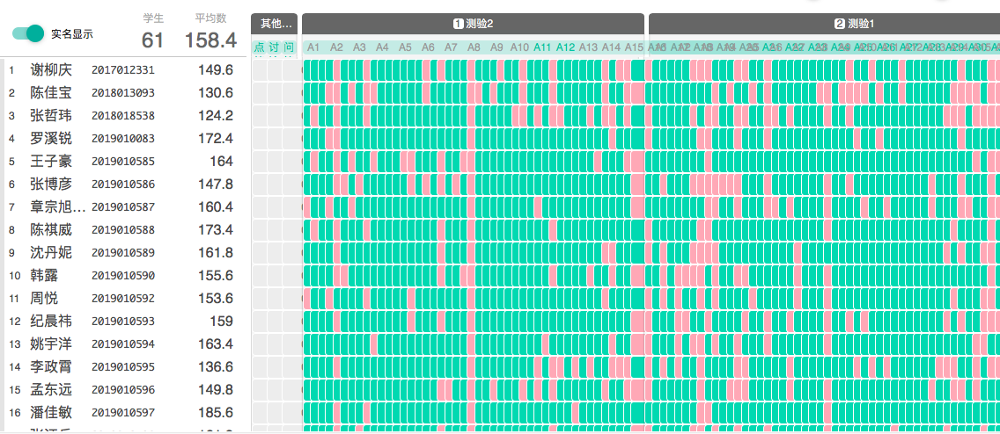 实名显示
学生
61
平均数
158.4
其他...
1 测验2
2 测验1
点 讨 问
A1 A2 A3 A4 A5 A6 A7 A8 A9 A10 A11 A12 A13 A14 A15
1 谢柳庆 2017012331 149.6
2 陈佳宝 2018013093 130.6
3 张哲玮 2018018538 124.2
4 罗溪锐 2019010083 172.4
5 王子豪 2019010585 164
6 张博彦 2019010586 147.8
7 章宗旭... 2019010587 160.4
8 陈祺威 2019010588 173.4
9 沈丹妮 2019010589 161.8
10 韩露 2019010590 155.6
11 周悦 2019010592 153.6
12 纪晨祎 2019010593 159
13 姚宇洋 2019010594 163.4
14 李政霄 2019010595 136.6
15 孟东远 2019010596 149.8
16 潘佳敏 2019010597 185.6